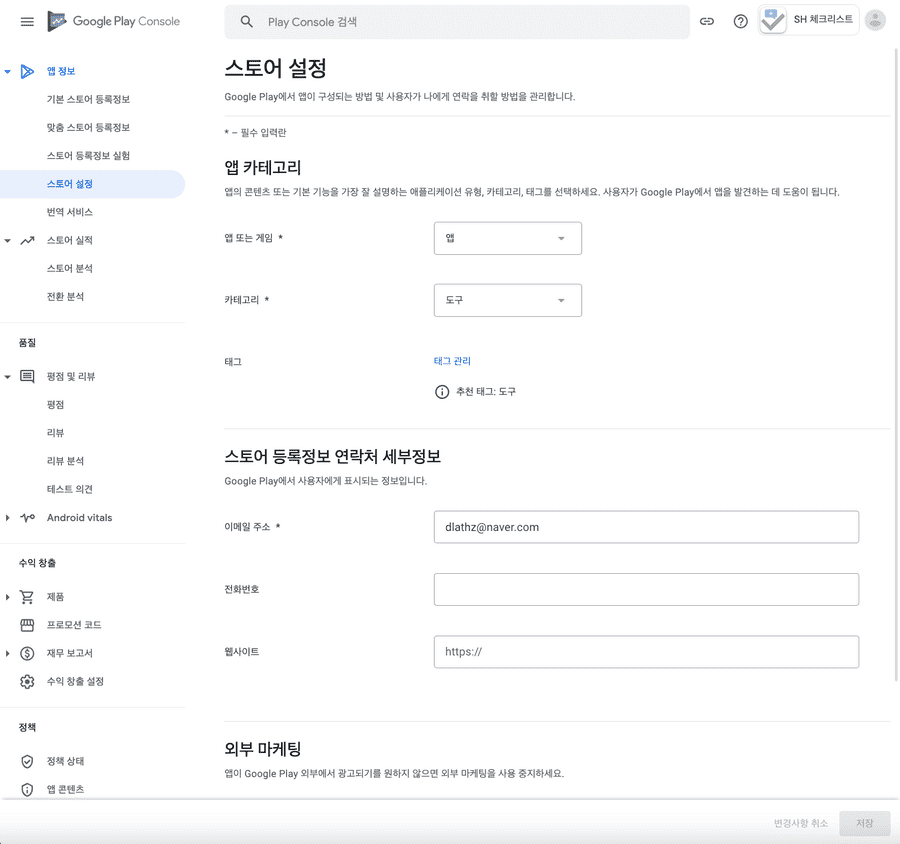 Google Play Console
Play Console 검색
SH 체크리스트
앱 정보
기본 스토어 등록정보
맞춤 스토어 등록정보
스토어 등록정보 실험
스토어 설정
번역 서비스
스토어 실적
스토어 분석
전환 분석
품질
평점 및 리뷰
평점
리뷰
리뷰 분석
테스트 의견
Android vitals
수익 창출
제품
프로모션 코드
재무 보고서
수익 창출 설정
정책
정책 상태
앱 콘텐츠
스토어 설정
Google Play에서 앱이 구성되는 방법 및 사용자가 나에게 연락을 취할 방법을 관리합니다.
* – 필수 입력란
앱 카테고리
앱의 콘텐츠 또는 기본 기능을 가장 잘 설명하는 애플리케이션 유형, 카테고리, 태그를 선택하세요. 사용자가 Google Play에서 앱을 발견하는 데 도움이 됩니다.
앱 또는 게임 *
앱
카테고리 *
도구
태그
태그 관리
추천 태그: 도구
스토어 등록정보 연락처 세부정보
Google Play에서 사용자에게 표시되는 정보입니다.
이메일 주소 *
dlathz@naver.com
전화번호
웹사이트
https://
외부 마케팅
앱이 Google Play 외부에서 광고되기를 원하지 않으면 외부 마케팅을 사용 중지하세요.
변경사항 취소
저장